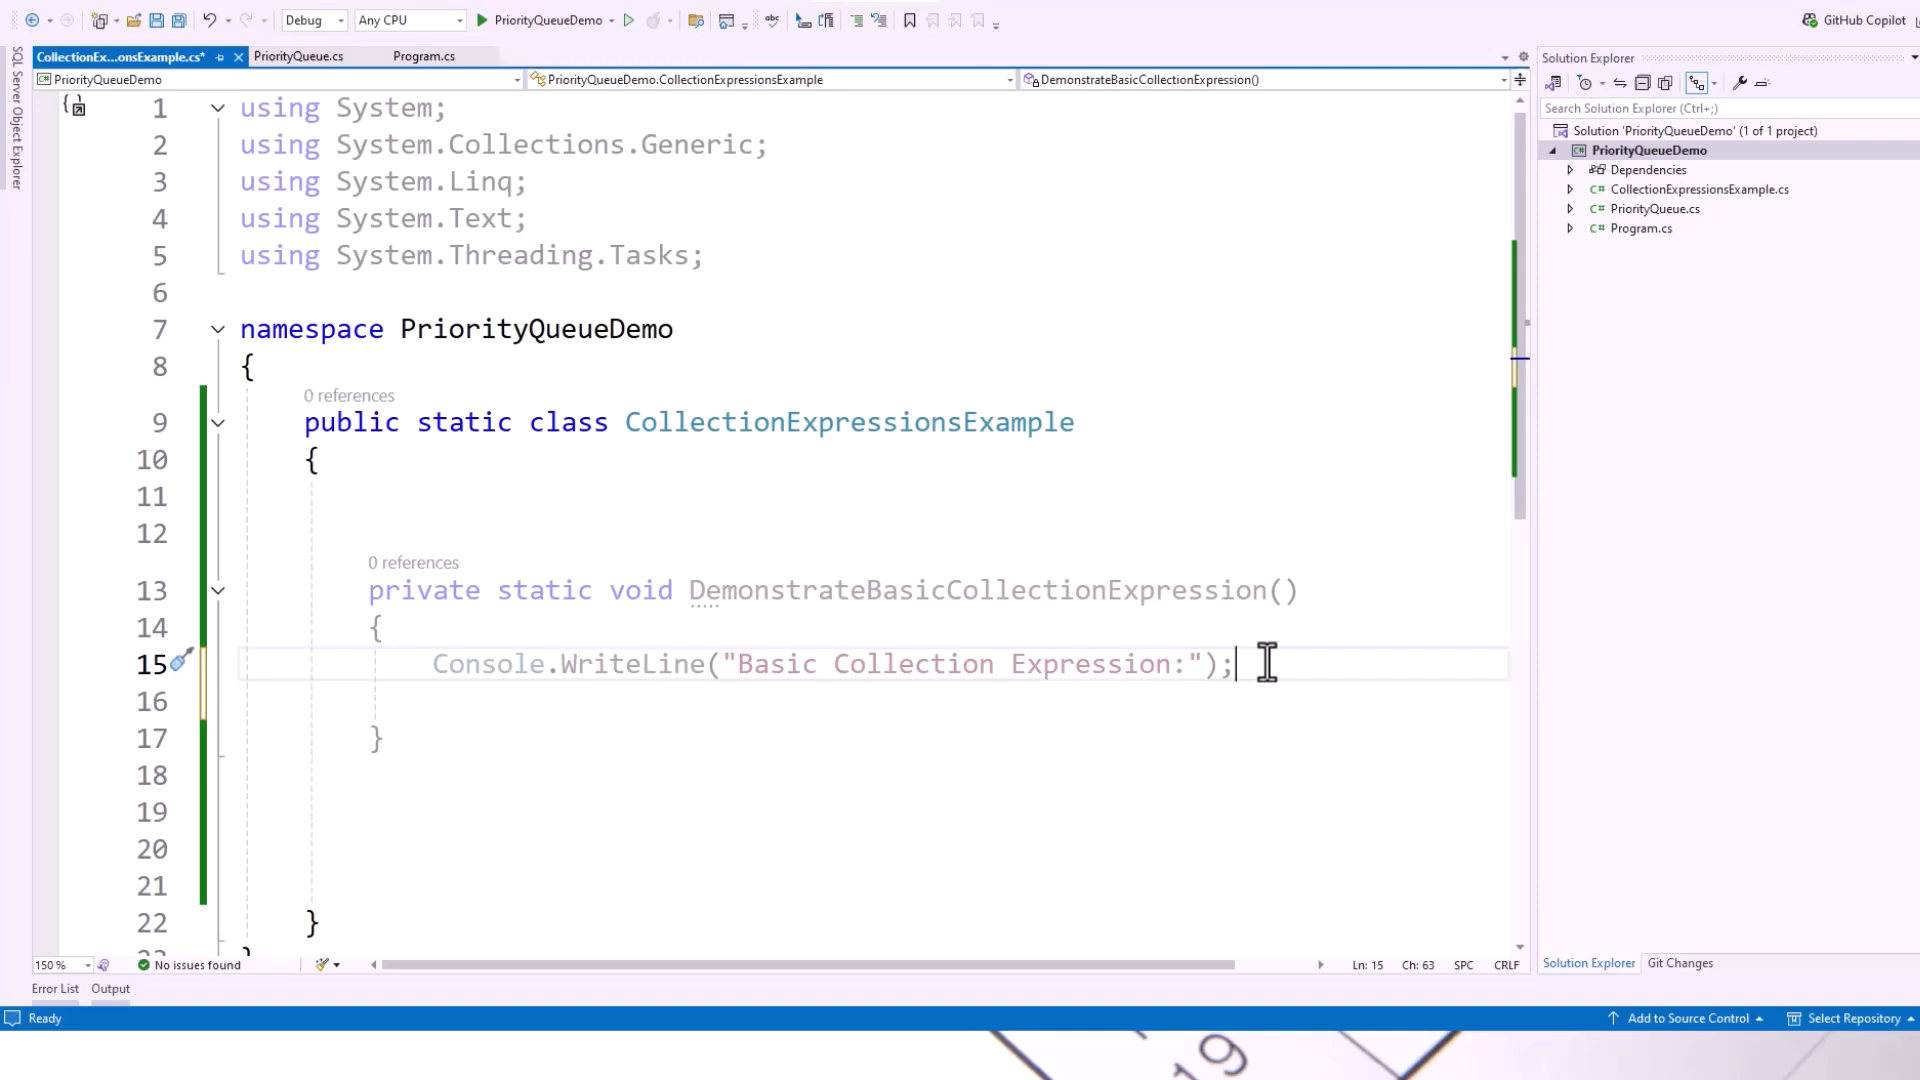 Debug
Any CPU
PriorityQueueDemo
GitHub Copilot
SQL Server Object Explorer
CollectionEx...onsExample.cs*
PriorityQueue.cs
Program.cs
PriorityQueueDemo
PriorityQueueDemo.CollectionExpressionsExample
DemonstrateBasicCollectionExpression()
1 using System;
2 using System.Collections.Generic;
3 using System.Linq;
4 using System.Text;
5 using System.Threading.Tasks;
6
7 namespace PriorityQueueDemo
8 {
0 references
9 public static class CollectionExpressionsExample
10 {
11
12
0 references
13 private static void DemonstrateBasicCollectionExpression()
14 {
15 Console.WriteLine("Basic Collection Expression:");
16
17 }
18
19
20
21
22 }
}
150 %
No issues found
Ln: 15
Ch: 63
SPC
CRLF
Error List
Output
Ready
Solution Explorer
Search Solution Explorer (Ctrl+;)
Solution 'PriorityQueueDemo' (1 of 1 project)
PriorityQueueDemo
Dependencies
C# CollectionExpressionsExample.cs
C# PriorityQueue.cs
C# Program.cs
Solution Explorer
Git Changes
Add to Source Control
Select Repository
19